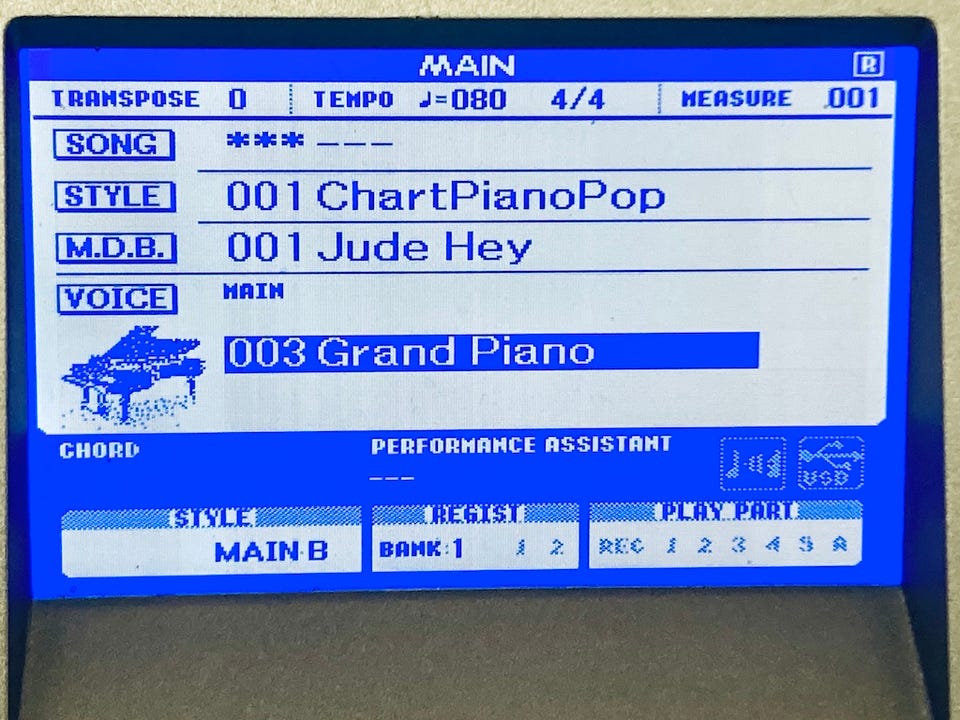 MAIN R
TRANSPOSE 0 TEMPO ♩=080 4/4 MEASURE 001
SONG *** ---
STYLE 001 ChartPianoPop
M.D.B. 001 Jude Hey
VOICE MAIN
003 Grand Piano
CHORD PERFORMANCE ASSISTANT
---
USB
STYLE REGIST PLAY PART
MAIN B BANK:1 1 2 REC 1 2 3 4 5 A